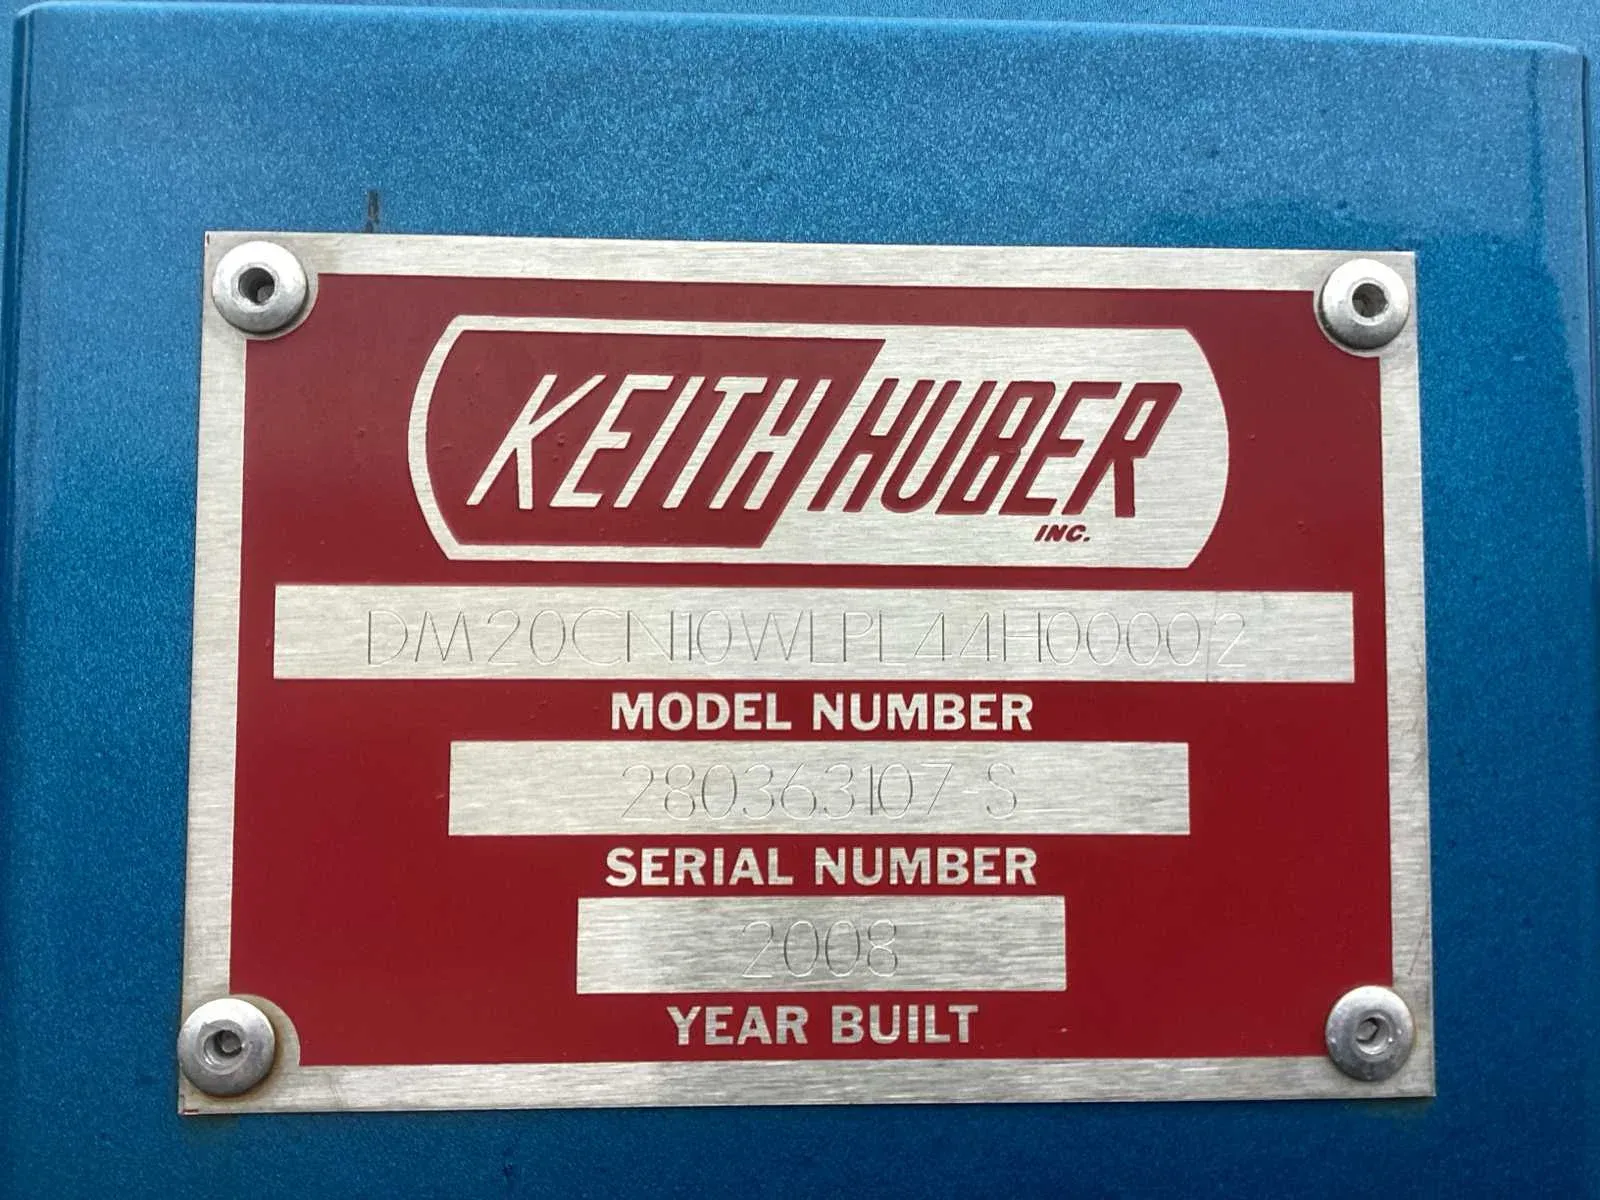 KEITH HUBER
INC.
DM20CN10WLPL44H00002
MODEL NUMBER
280363107-S
SERIAL NUMBER
2008
YEAR BUILT